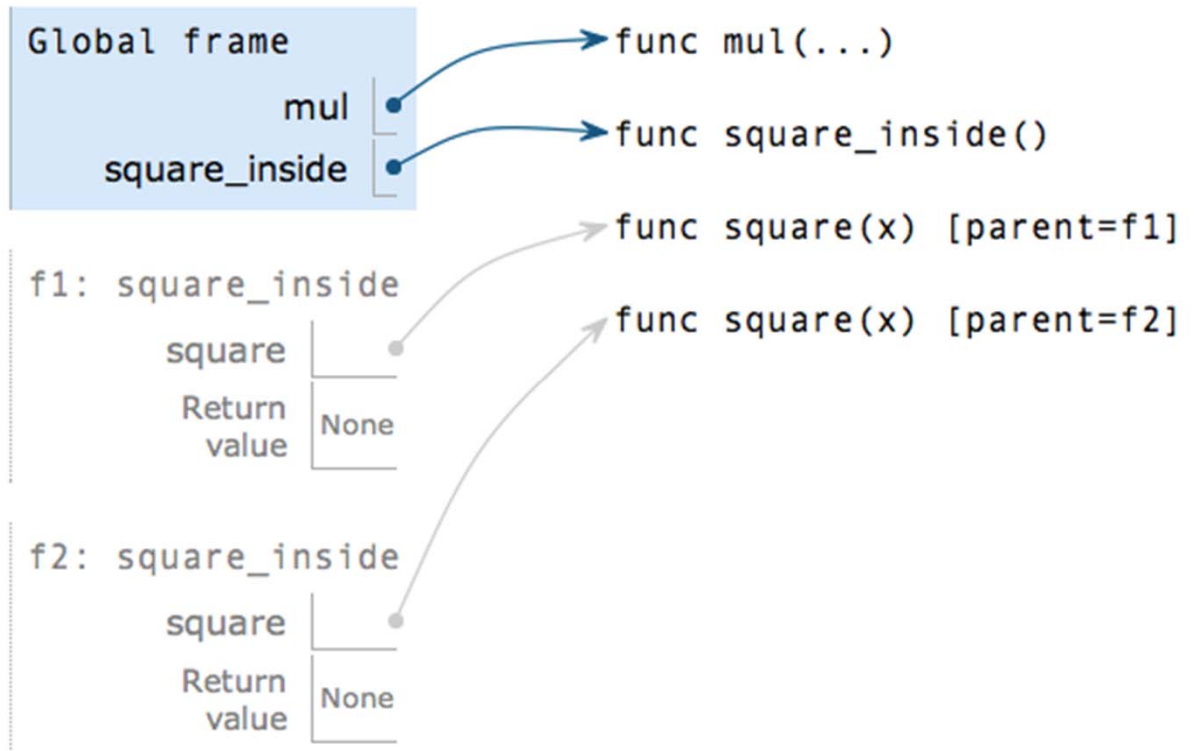 Global frame
mul
square_inside
func mul(...)
func square_inside()
func square(x) [parent=f1]
func square(x) [parent=f2]
f1: square_inside
square
Return
value
None
f2: square_inside
square
Return
value
None